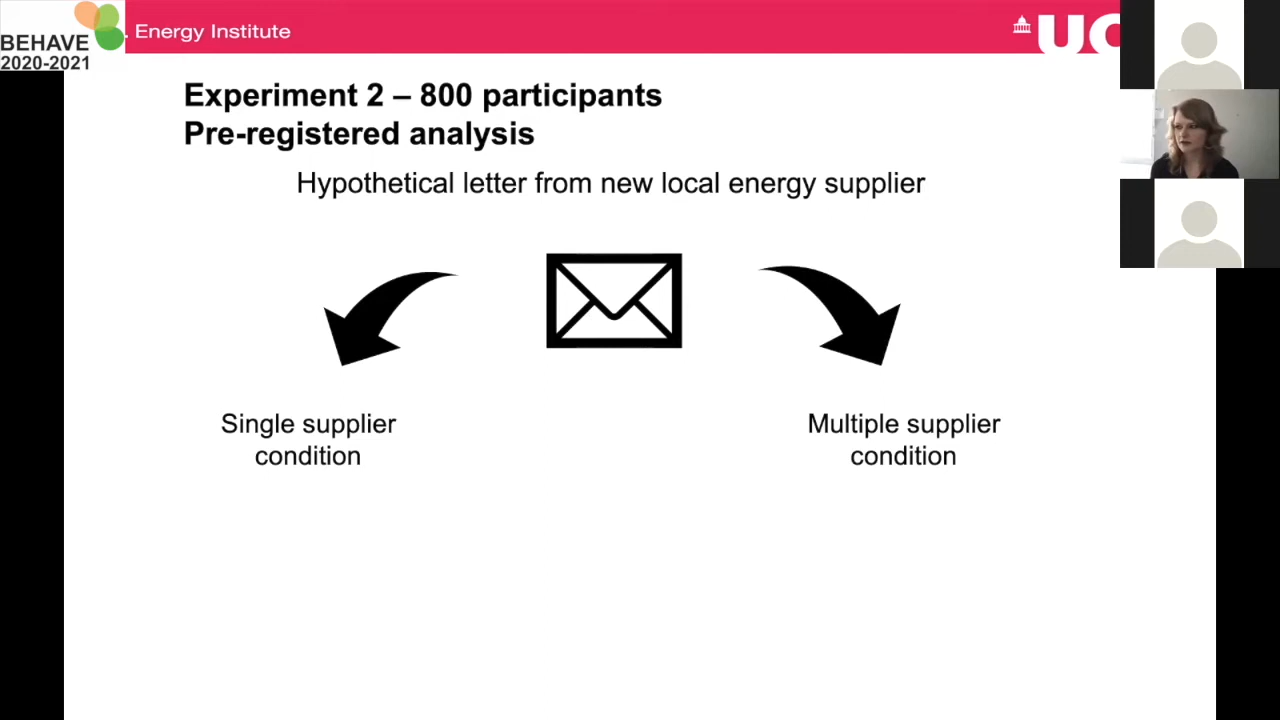 BEHAVE
2020-2021
Energy Institute
Experiment 2 – 800 participants
Pre-registered analysis
Hypothetical letter from new local energy supplier
Single supplier
condition
Multiple supplier
condition